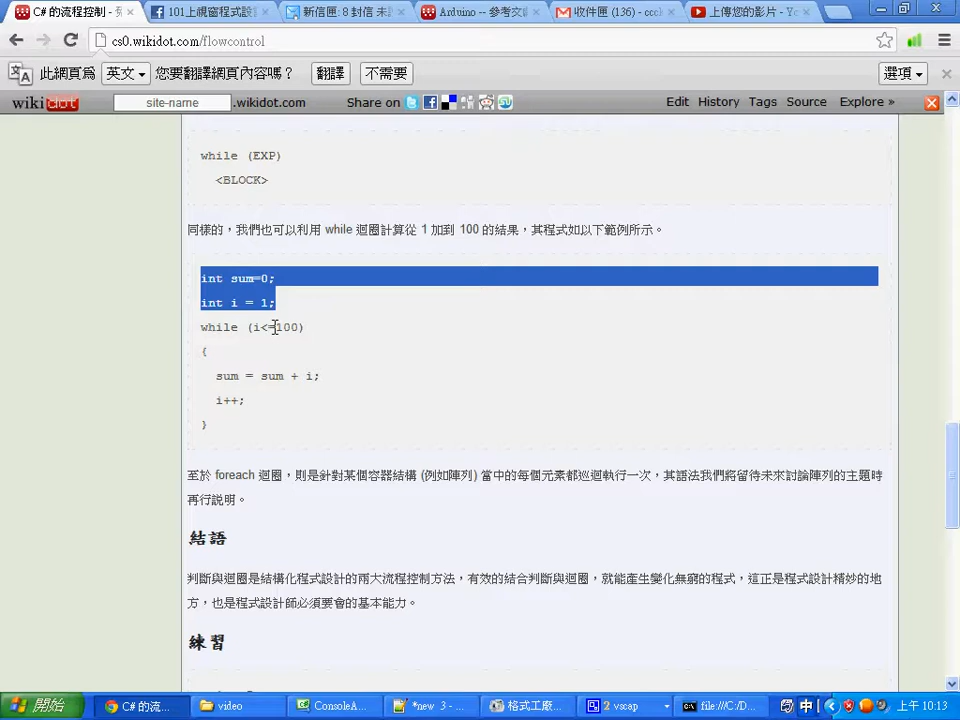 C# 的流程控制 -
101上視窗程式設
新信匣: 8 封信 未
Arduino -- 參考文
收件匣 (136) - ccck
上傳您的影片 - Yo
cs0.wikidot.com/flowcontrol
此網頁為 英文 您要翻譯網頁內容嗎？ 翻譯 不需要 選項
wikidot site-name .wikidot.com Share on Edit History Tags Source Explore »
while (EXP)
<BLOCK>
同樣的，我們也可以利用 while 迴圈計算從 1 加到 100 的結果，其程式如以下範例所示。
int sum=0;
int i = 1;
while (i<=100)
{
sum = sum + i;
i++;
}
至於 foreach 迴圈，則是針對某個容器結構 (例如陣列) 當中的每個元素都巡迴執行一次，其語法我們將留待未來討論陣列的主題時
再行說明。
結語
判斷與迴圈是結構化程式設計的兩大流程控制方法，有效的結合判斷與迴圈，就能產生變化無窮的程式，這正是程式設計精妙的地
方，也是程式設計師必須要會的基本能力。
練習
開始 C# 的流... video ConsoleA... *new 3 - ... 格式工廠... 2 vscap file:///C:/D... 中 上午 10:13